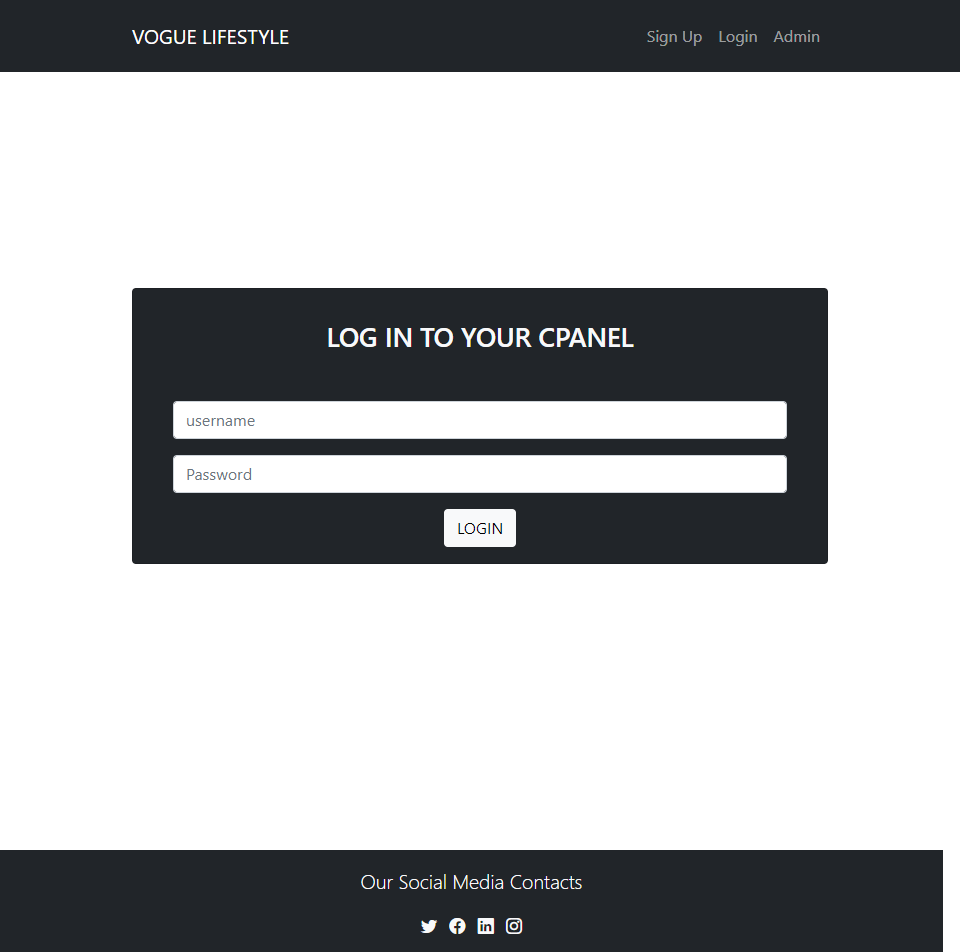 VOGUE LIFESTYLE
Sign Up Login Admin
LOG IN TO YOUR CPANEL
username
Password
LOGIN
Our Social Media Contacts